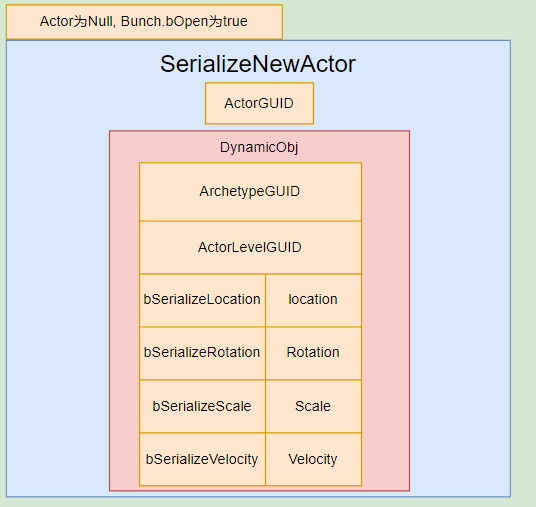 Actor为Null, Bunch.bOpen为true
SerializeNewActor
ActorGUID
DynamicObj
ArchetypeGUID
ActorLevelGUID
bSerializeLocation location
bSerializeRotation Rotation
bSerializeScale Scale
bSerializeVelocity Velocity